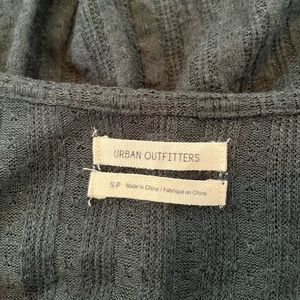 URBAN OUTFITTERS
S-P Made in China / Fabriqué en Chine